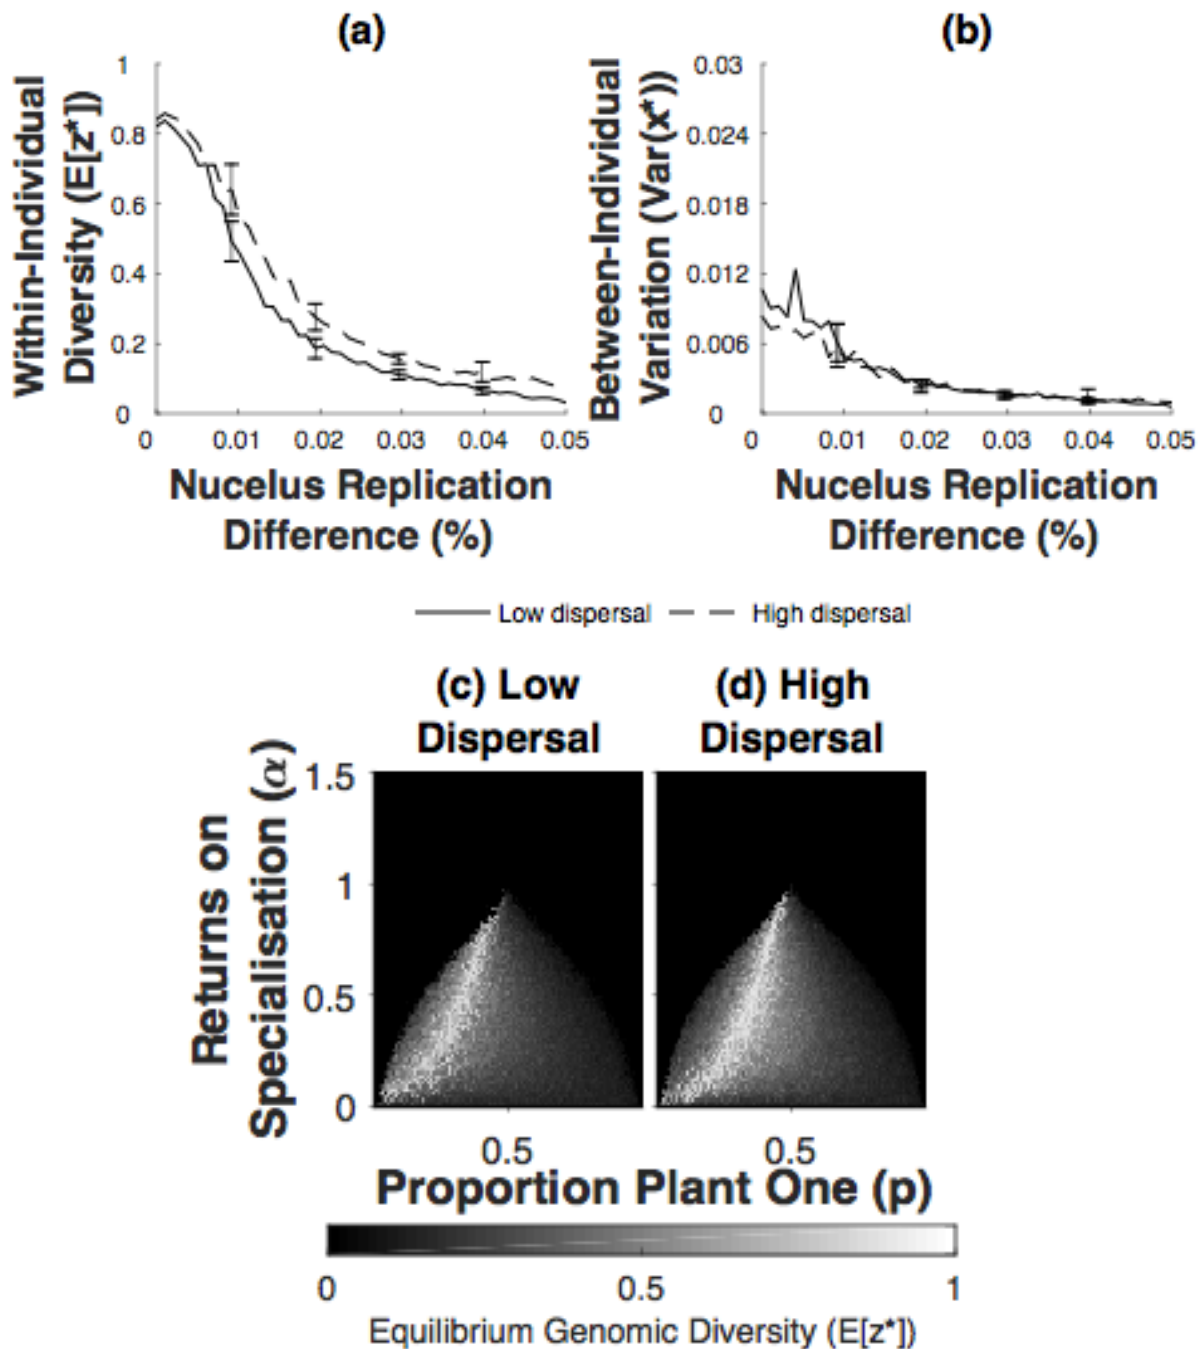 (a)
Within-Individual
Diversity (E[z*])
1
0.8
0.6
0.4
0.2
0
0
0.01
0.02
0.03
0.04
0.05
Nucelus Replication
Difference (%)
(b)
Between-Individual
Variation (Var(x*))
0.03
0.024
0.018
0.012
0.006
0
0
0.01
0.02
0.03
0.04
0.05
Nucelus Replication
Difference (%)
Low dispersal
High dispersal
(c) Low
Dispersal
(d) High
Dispersal
Returns on
Specialisation (α)
1.5
1
0.5
0
0.5
0.5
Proportion Plant One (p)
0
0.5
1
Equilibrium Genomic Diversity (E[z*])